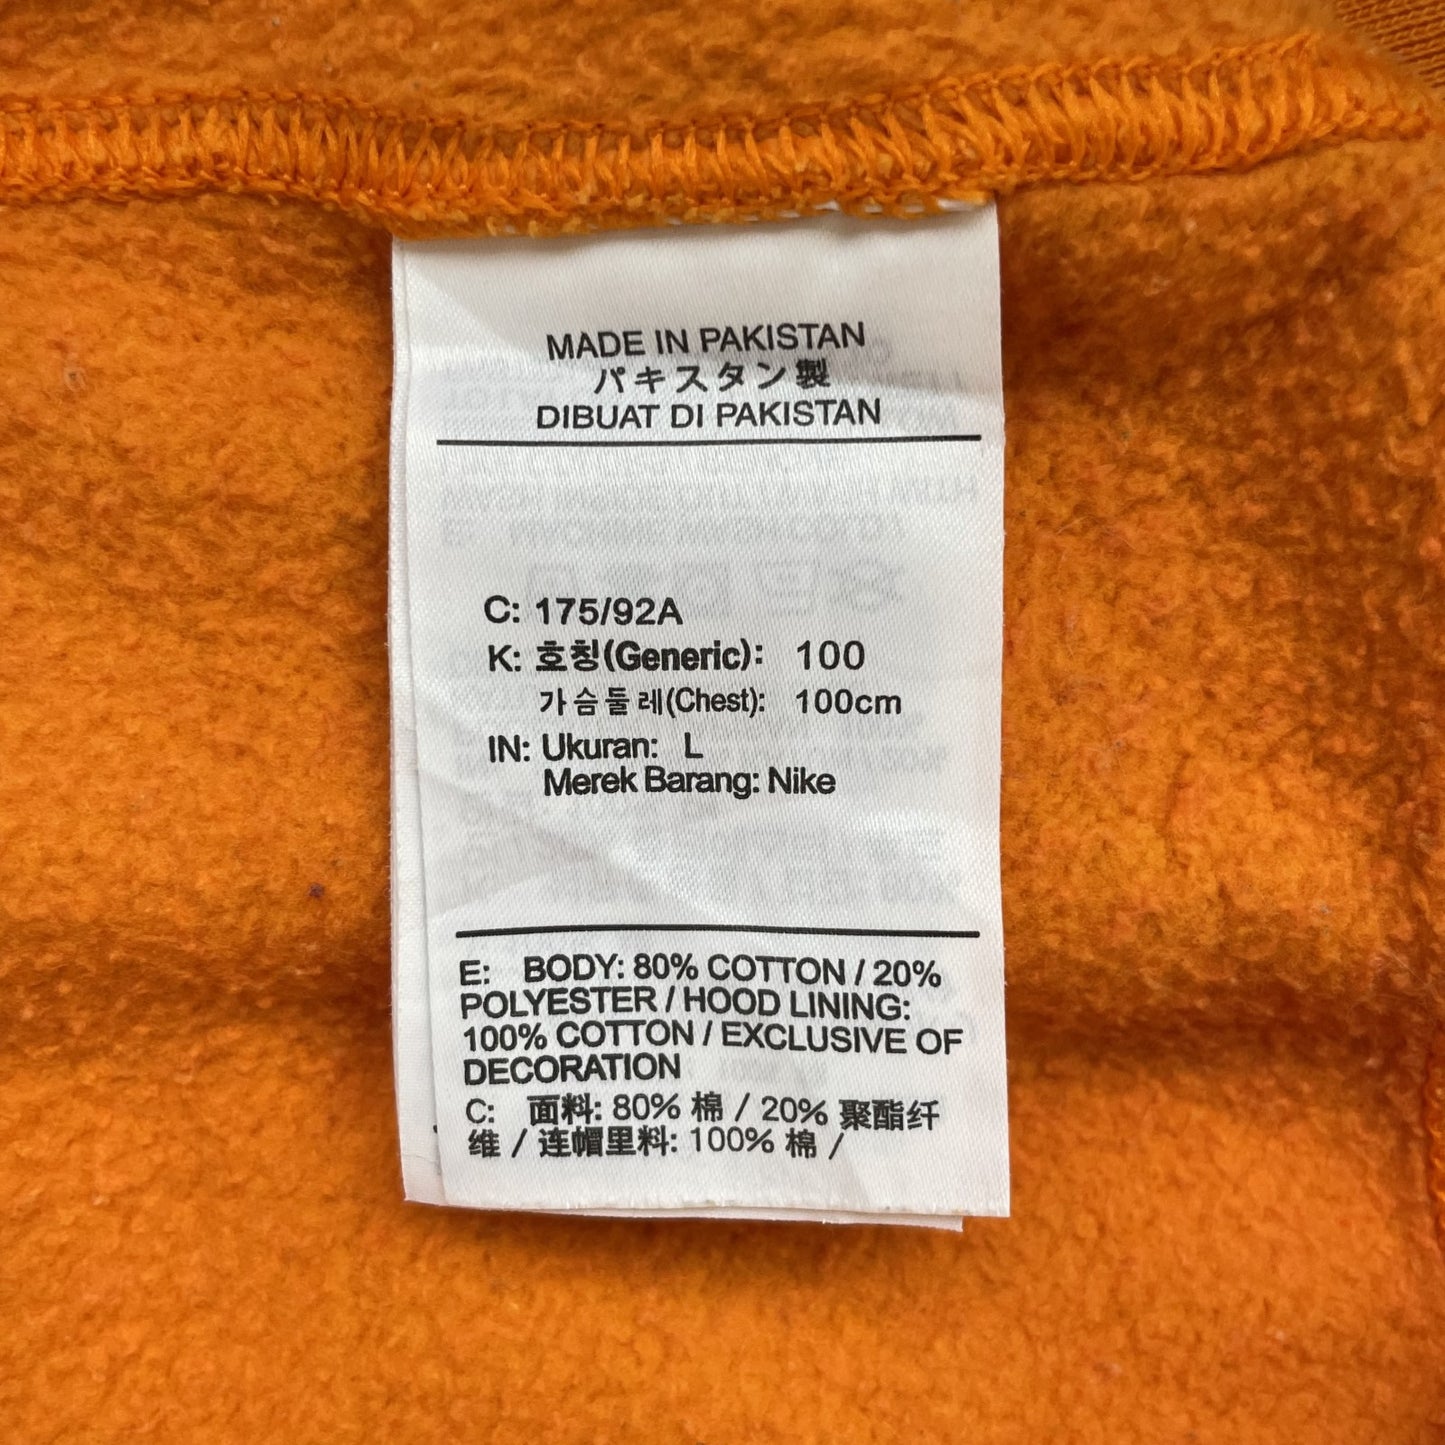 MADE IN PAKISTAN
パキスタン製
DIBUAT DI PAKISTAN
C: 175/92A
K: 호칭(Generic): 100
가슴둘레(Chest): 100cm
IN: Ukuran: L
Merek Barang: Nike
E: BODY: 80% COTTON / 20%
POLYESTER / HOOD LINING:
100% COTTON / EXCLUSIVE OF
DECORATION
C: 面料: 80% 棉 / 20% 聚酯纤
维 / 连帽里料: 100% 棉 /